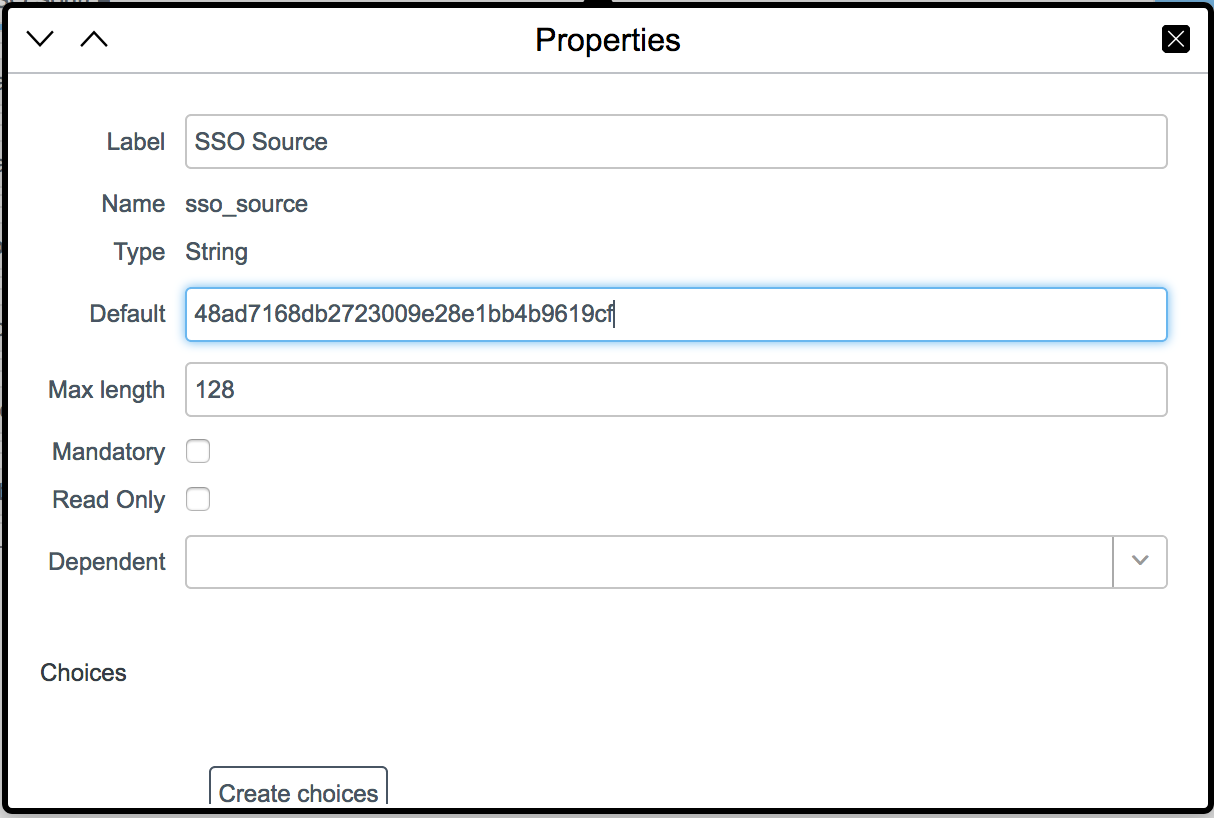 Properties
Label SSO Source
Name sso_source
Type String
Default 48ad7168db2723009e28e1bb4b9619cf
Max length 128
Mandatory
Read Only
Dependent
Choices
Create choices